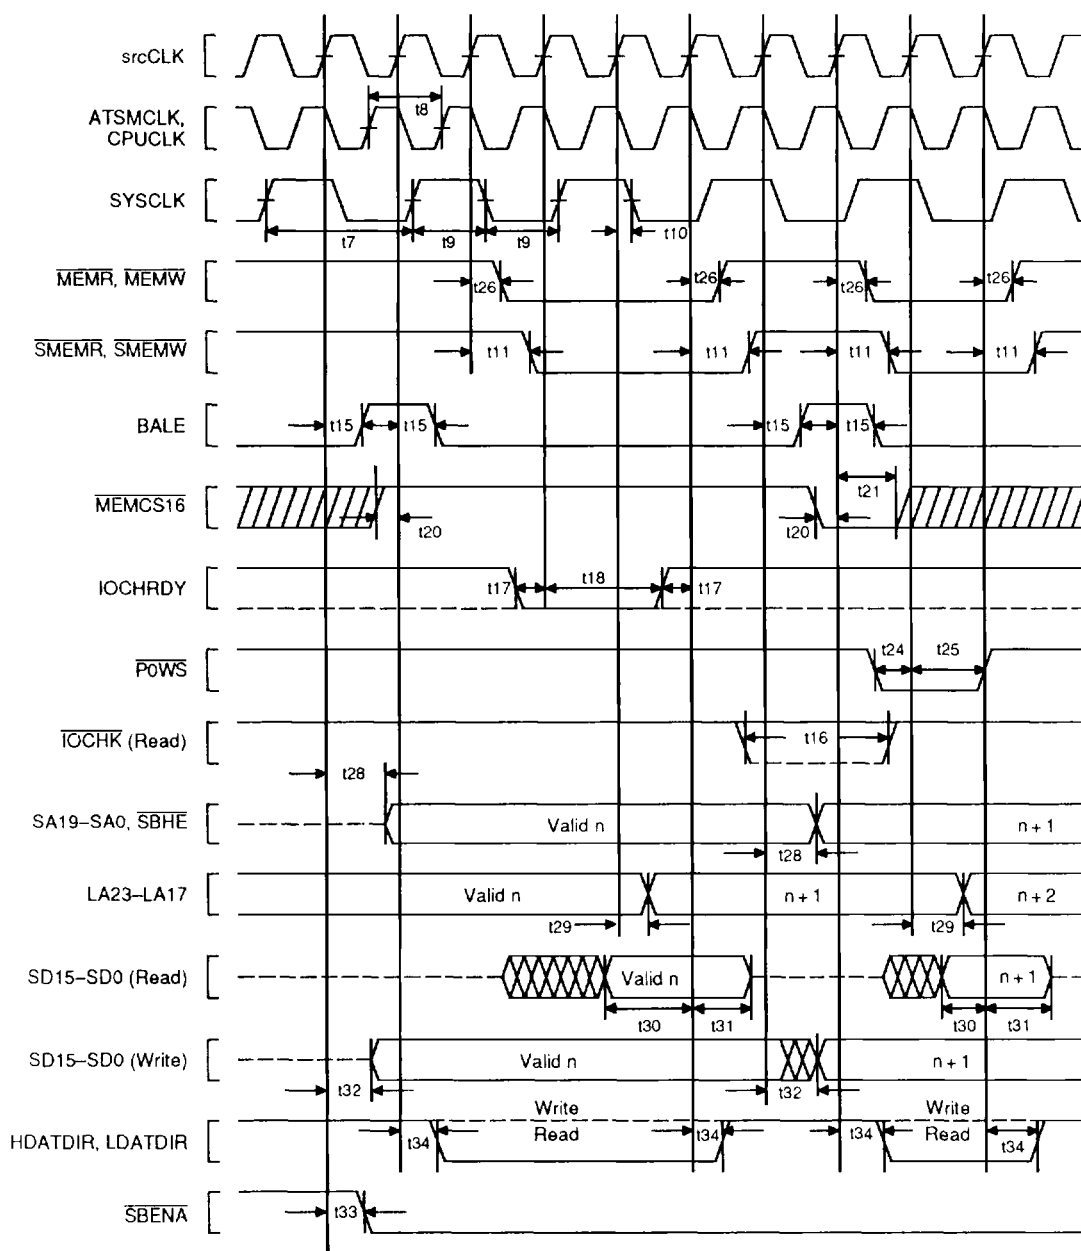 srcCLK
ATSMCLK,
CPUCLK
t8
SYSCLK
t7 t9 t9 t10
MEMR, MEMW t26 t26 t26 t26
SMEMR, SMEMW t11 t11 t11 t11
BALE t15 t15 t15 t15
MEMCS16 t20 t20 t21
IOCHRDY t17 t18 t17
P0WS t24 t25
IOCHK (Read) t16
t28
SA19–SA0, SBHE Valid n n + 1
t28
LA23–LA17 Valid n n + 1 n + 2
t29 t29
SD15–SD0 (Read) Valid n n + 1
t30 t31 t30 t31
SD15–SD0 (Write) Valid n n + 1
t32 t32
Write Write
HDATDIR, LDATDIR t34 Read t34 t34 Read t34
SBENA t33